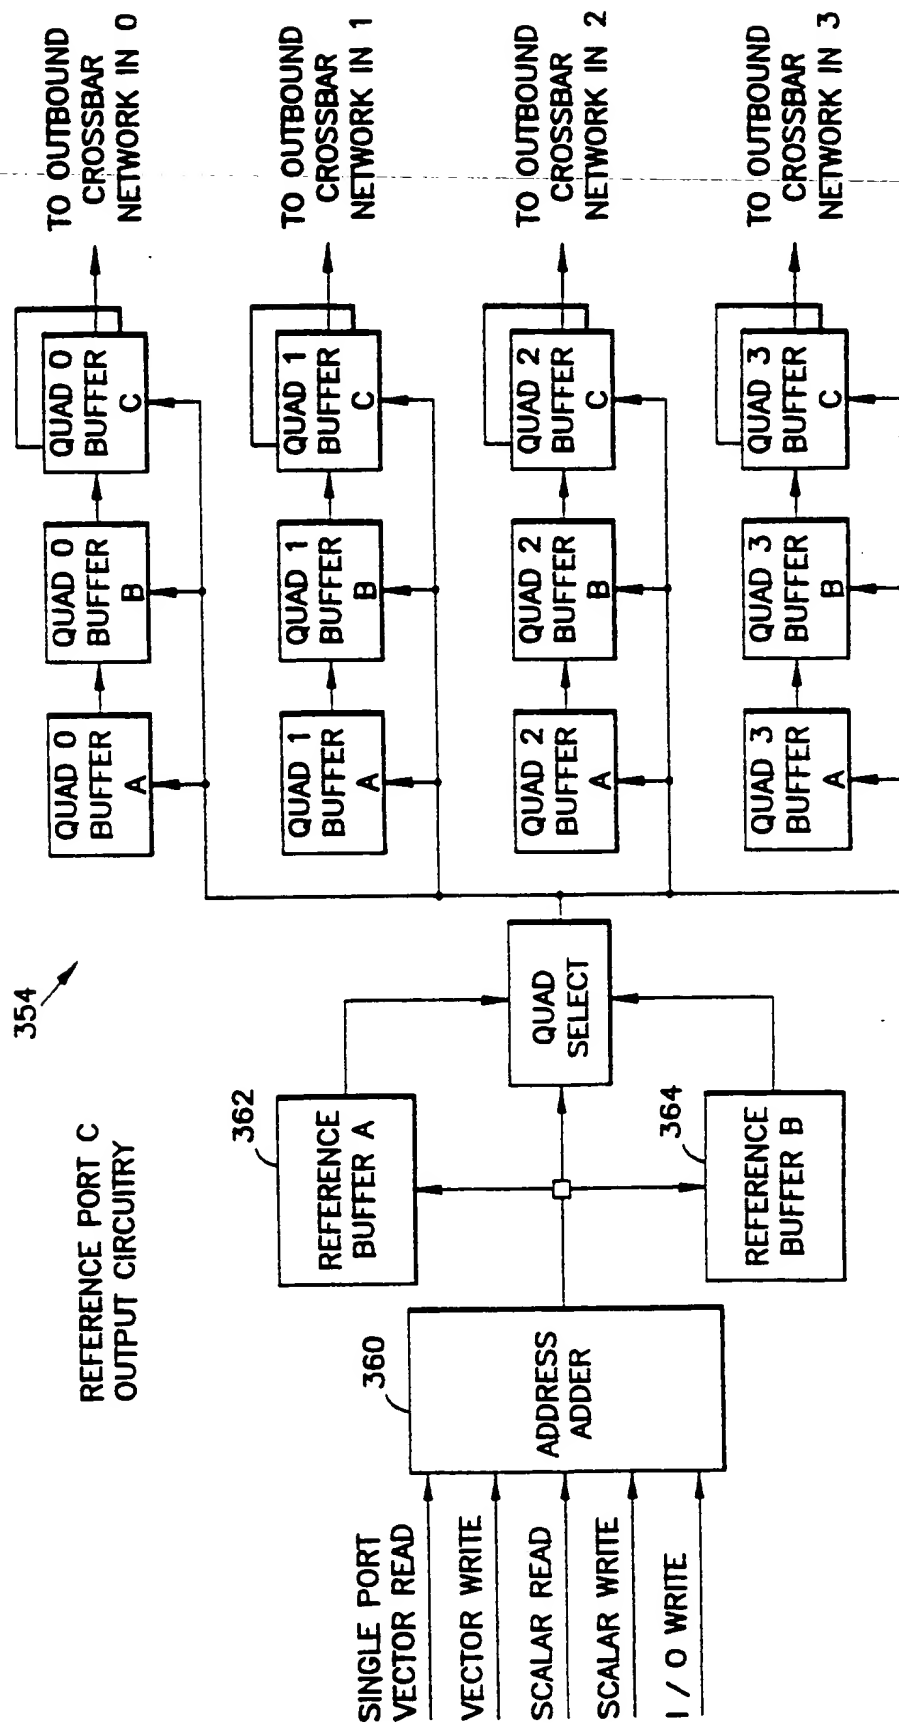 REFERENCE PORT C
OUTPUT CIRCUITRY
354
SINGLE PORT
VECTOR READ
VECTOR WRITE
SCALAR READ
SCALAR WRITE
I / O WRITE
360
ADDRESS
ADDER
362
REFERENCE
BUFFER A
364
REFERENCE
BUFFER B
QUAD
SELECT
QUAD 0
BUFFER
A
QUAD 0
BUFFER
B
QUAD 0
BUFFER
C
TO OUTBOUND
CROSSBAR
NETWORK IN 0
QUAD 1
BUFFER
A
QUAD 1
BUFFER
B
QUAD 1
BUFFER
C
TO OUTBOUND
CROSSBAR
NETWORK IN 1
QUAD 2
BUFFER
A
QUAD 2
BUFFER
B
QUAD 2
BUFFER
C
TO OUTBOUND
CROSSBAR
NETWORK IN 2
QUAD 3
BUFFER
A
QUAD 3
BUFFER
B
QUAD 3
BUFFER
C
TO OUTBOUND
CROSSBAR
NETWORK IN 3